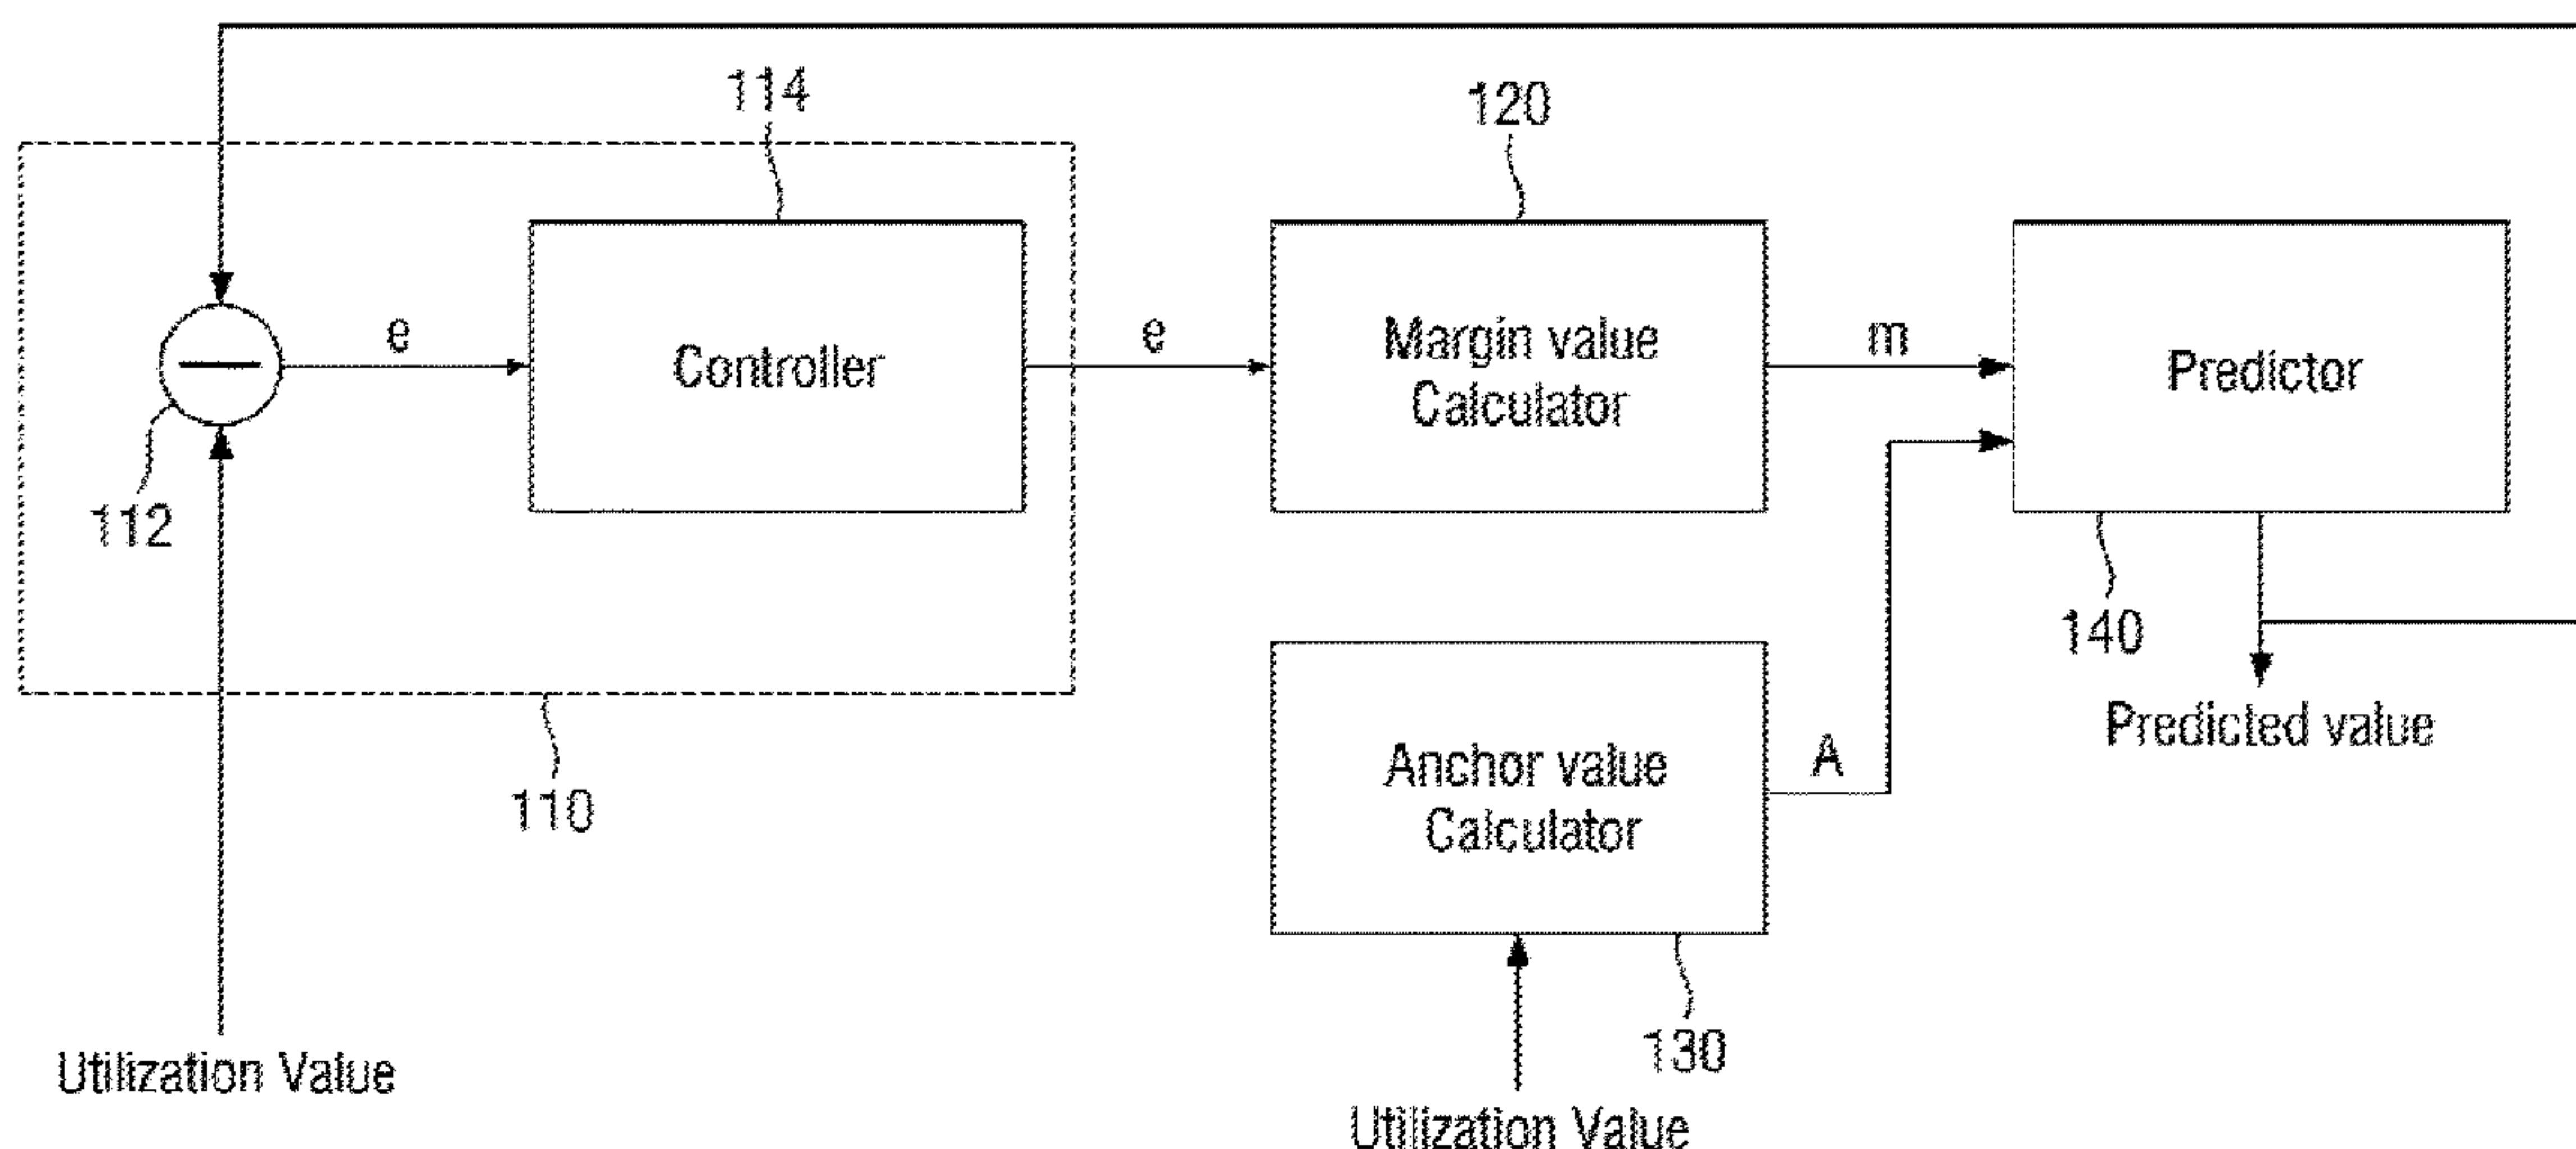 114
120
e
Controller
e
Margin value
Calculator
m
Predictor
112
140
Predicted value
110
Anchor value
Calculator
A
130
Utilization Value
Utilization Value